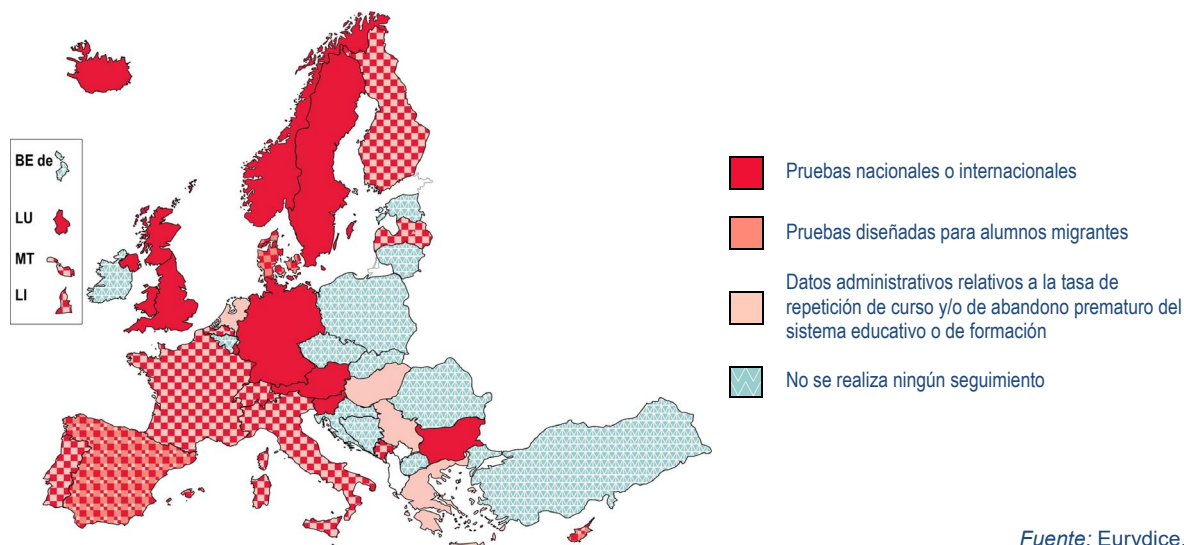 BE de
LU
MT
LI
Pruebas nacionales o internacionales
Pruebas diseñadas para alumnos migrantes
Datos administrativos relativos a la tasa de
repetición de curso y/o de abandono prematuro del
sistema educativo o de formación
No se realiza ningún seguimiento
Fuente: Eurydice.